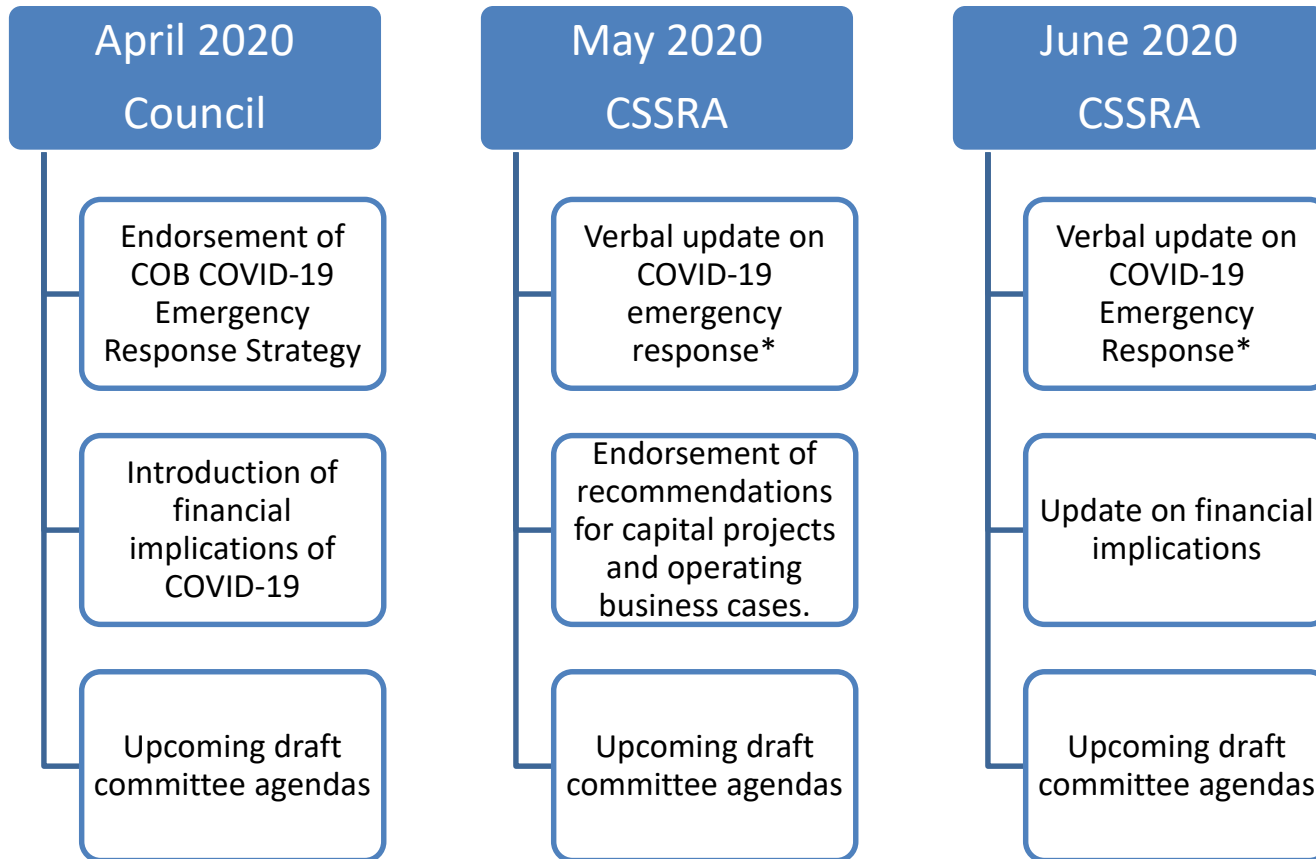 April 2020
Council
Endorsement of
COB COVID-19
Emergency
Response Strategy
Introduction of
financial
implications of
COVID-19
Upcoming draft
committee agendas
May 2020
CSSRA
Verbal update on
COVID-19
emergency
response*
Endorsement of
recommendations
for capital projects
and operating
business cases.
Upcoming draft
committee agendas
June 2020
CSSRA
Verbal update on
COVID-19
Emergency
Response*
Update on financial
implications
Upcoming draft
committee agendas